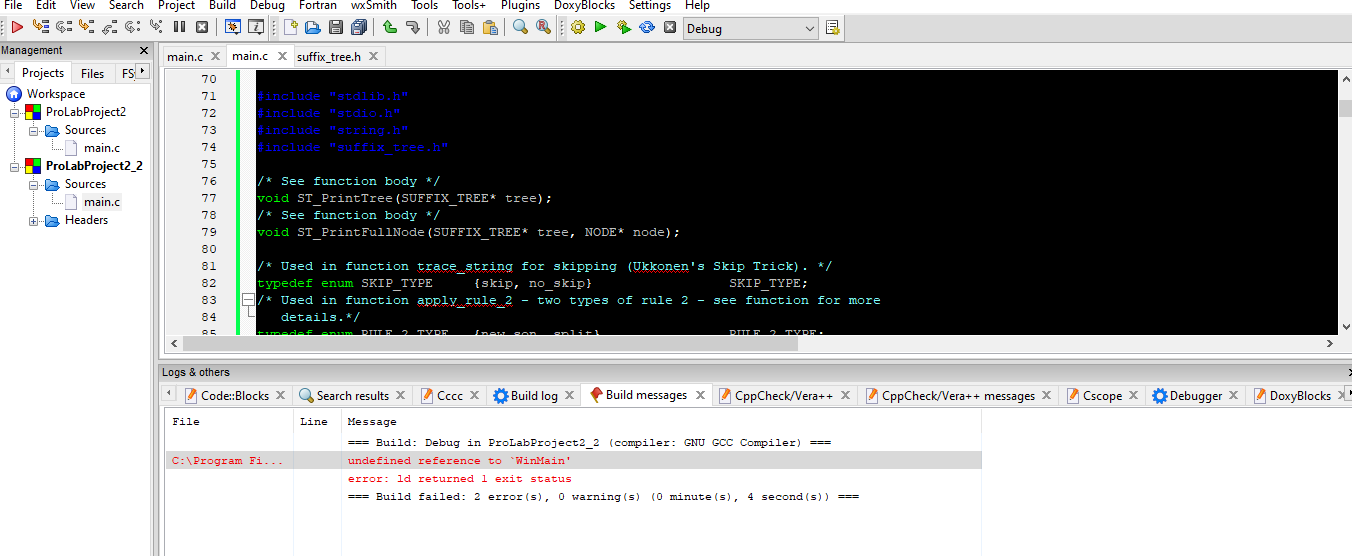 File Edit View Search Project Build Debug Fortran wxSmith Tools Tools+ Plugins DoxyBlocks Settings Help
Debug
Management
Projects Files FS
Workspace
ProLabProject2
Sources
main.c
ProLabProject2_2
Sources
main.c
Headers
main.c main.c suffix_tree.h
70
71 #include "stdlib.h"
72 #include "stdio.h"
73 #include "string.h"
74 #include "suffix_tree.h"
75
76 /* See function body */
77 void ST_PrintTree(SUFFIX_TREE* tree);
78 /* See function body */
79 void ST_PrintFullNode(SUFFIX_TREE* tree, NODE* node);
80
81 /* Used in function trace_string for skipping (Ukkonen's Skip Trick). */
82 typedef enum SKIP_TYPE {skip, no_skip} SKIP_TYPE;
83 /* Used in function apply_rule_2 - two types of rule 2 - see function for more
84 details.*/
85 typedef enum RULE_2_TYPE {new_son, split} RULE_2_TYPE;
Logs & others
Code::Blocks Search results Cccc Build log Build messages CppCheck/Vera++ CppCheck/Vera++ messages Cscope Debugger DoxyBlocks
File Line Message
=== Build: Debug in ProLabProject2_2 (compiler: GNU GCC Compiler) ===
C:\Program Fi... undefined reference to `WinMain'
error: ld returned 1 exit status
=== Build failed: 2 error(s), 0 warning(s) (0 minute(s), 4 second(s)) ===